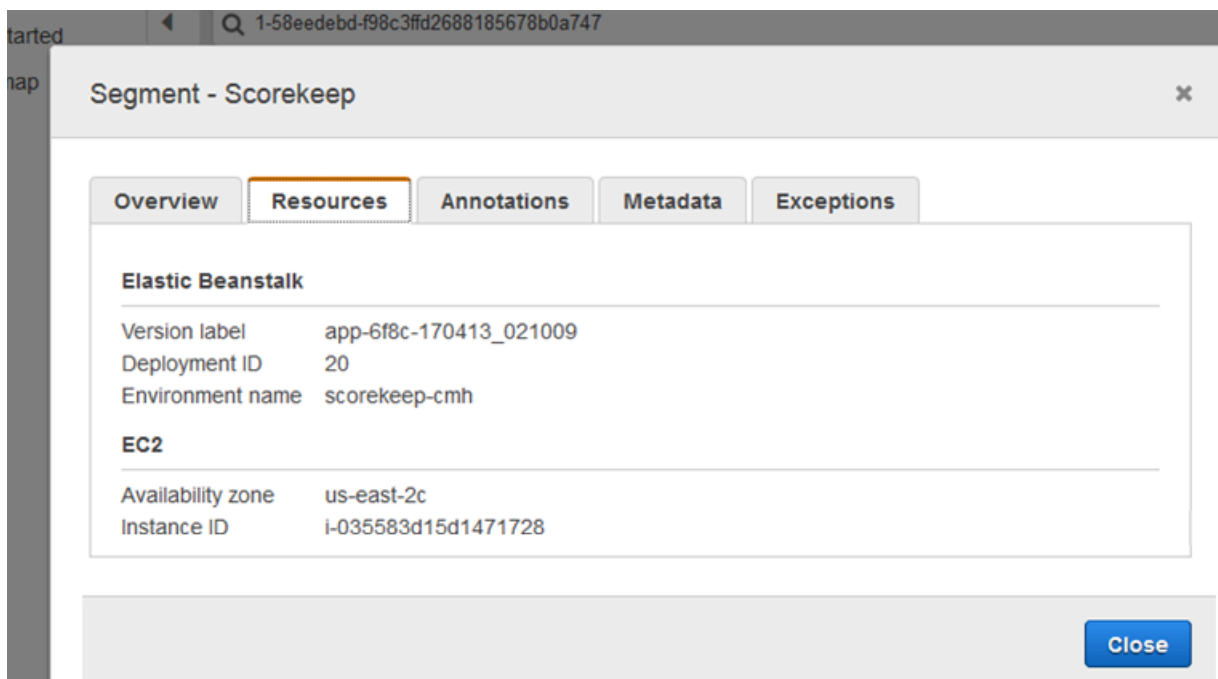 tarted
1-58eedebd-f98c3ffd2688185678b0a747
Segment - Scorekeep
Overview Resources Annotations Metadata Exceptions
Elastic Beanstalk
Version label app-6f8c-170413_021009
Deployment ID 20
Environment name scorekeep-cmh
EC2
Availability zone us-east-2c
Instance ID i-035583d15d1471728
Close